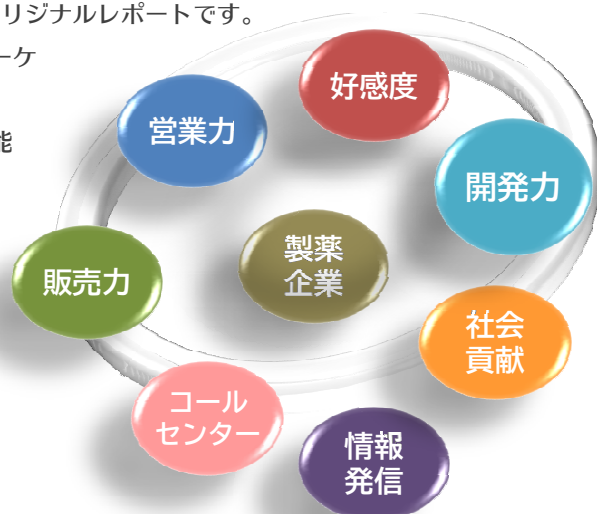 リジナルレポートです。
ーケ
能
好感度
営業力
開発力
製薬
企業
販売力
社会
貢献
コール
センター
情報
発信